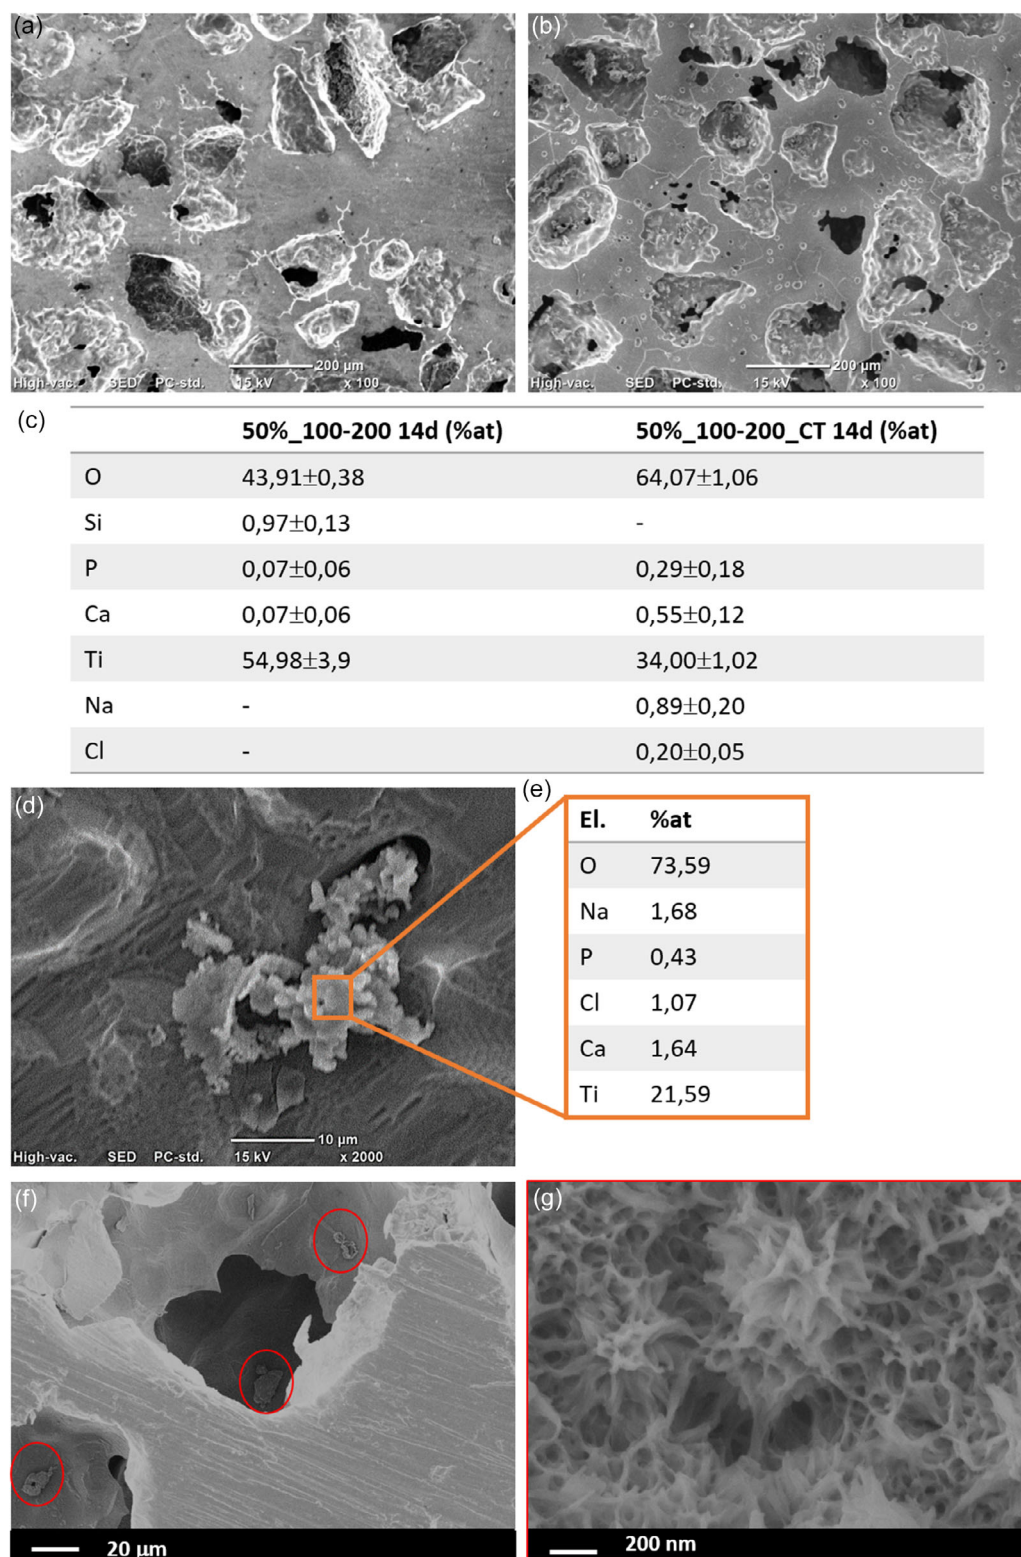 (a)
(b)
200 µm
High-vac. SED PC-std. 15 kV x 100
200 µm
High-vac. SED PC-std. 15 kV x 100
(c)
50%_100-200 14d (%at) 50%_100-200_CT 14d (%at)
O 43,91±0,38 64,07±1,06
Si 0,97±0,13 -
P 0,07±0,06 0,29±0,18
Ca 0,07±0,06 0,55±0,12
Ti 54,98±3,9 34,00±1,02
Na - 0,89±0,20
Cl - 0,20±0,05
(d)
10 µm
High-vac. SED PC-std. 15 kV x 2000
(e)
El. %at
O 73,59
Na 1,68
P 0,43
Cl 1,07
Ca 1,64
Ti 21,59
(f)
20 µm
(g)
200 nm